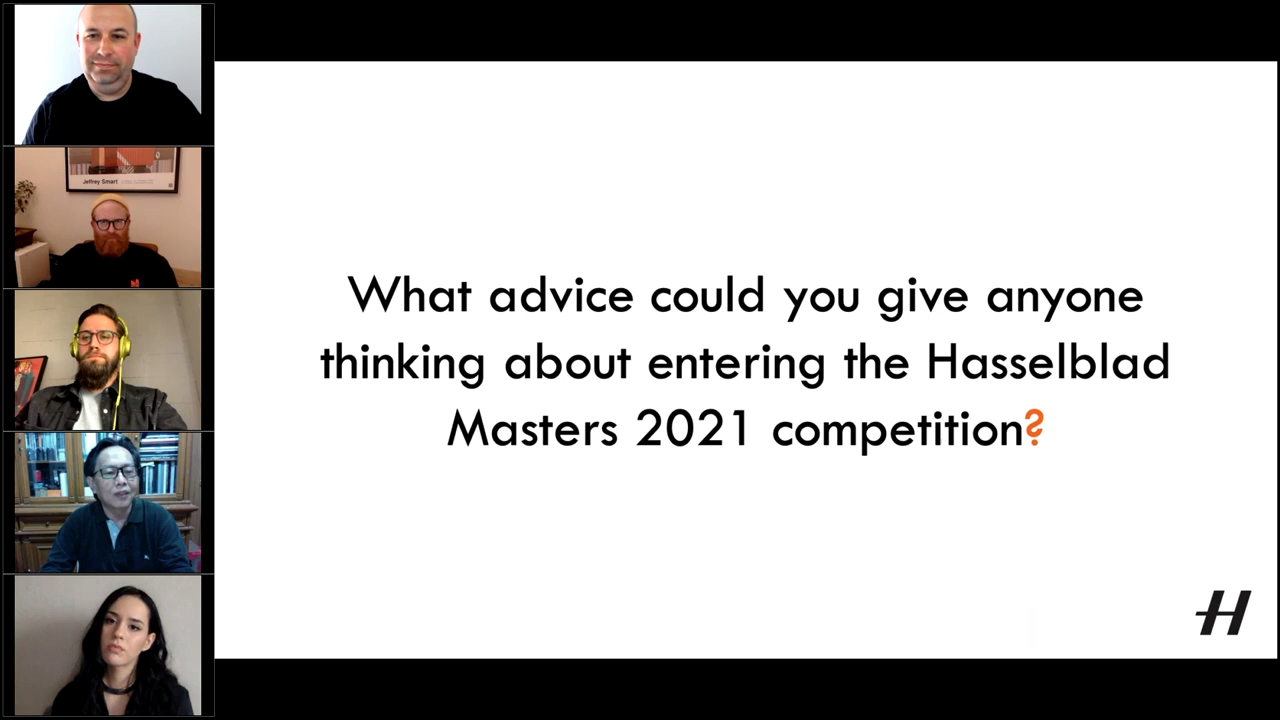 Jeffrey Smart
What advice could you give anyone
thinking about entering the Hasselblad
Masters 2021 competition?
H